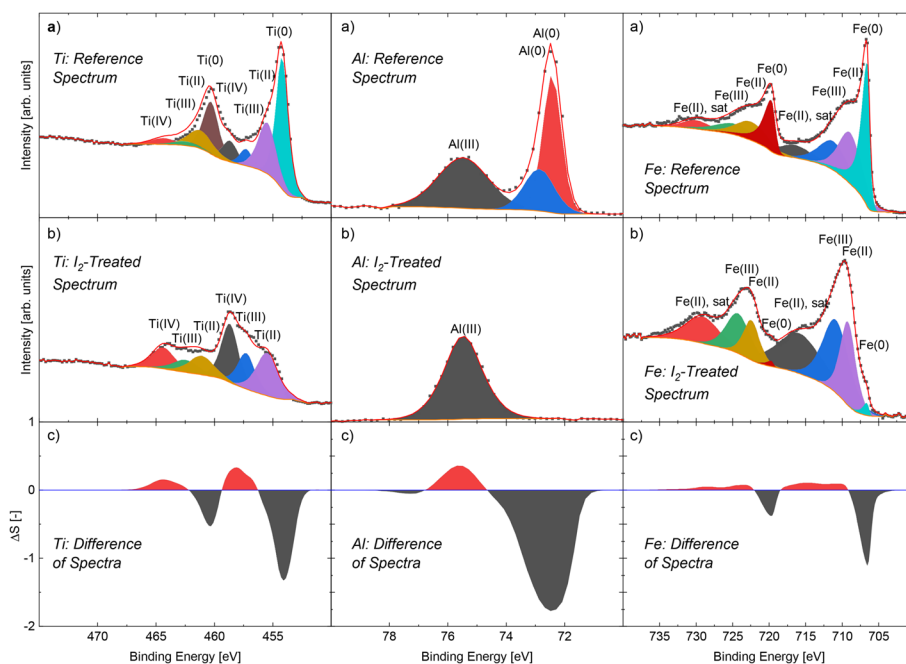 a)
Ti: Reference
Spectrum
Ti(IV)
Ti(III)
Ti(II)
Ti(0)
Ti(IV)
Ti(III)
Ti(II)
Ti(0)
Intensity [arb. units]
a)
Al: Reference
Spectrum
Al(III)
Al(0)
Al(0)
a)
Fe(II), sat
Fe(III)
Fe(II)
Fe(0)
Fe(II), sat
Fe(III)
Fe(II)
Fe(0)
Fe: Reference
Spectrum
b)
Ti: I2-Treated
Spectrum
Ti(IV)
Ti(III)
Ti(II)
Ti(IV)
Ti(III)
Ti(II)
Intensity [arb. units]
1
b)
Al: I2-Treated
Spectrum
Al(III)
b)
Fe(II), sat
Fe(III)
Fe(II)
Fe(0)
Fe(II), sat
Fe(III)
Fe(II)
Fe(0)
Fe: I2-Treated
Spectrum
c)
Ti: Difference
of Spectra
ΔS [-]
0
-1
-2
470 465 460 455
Binding Energy [eV]
c)
Al: Difference
of Spectra
78 76 74 72
Binding Energy [eV]
c)
Fe: Difference
of Spectra
735 730 725 720 715 710 705
Binding Energy [eV]